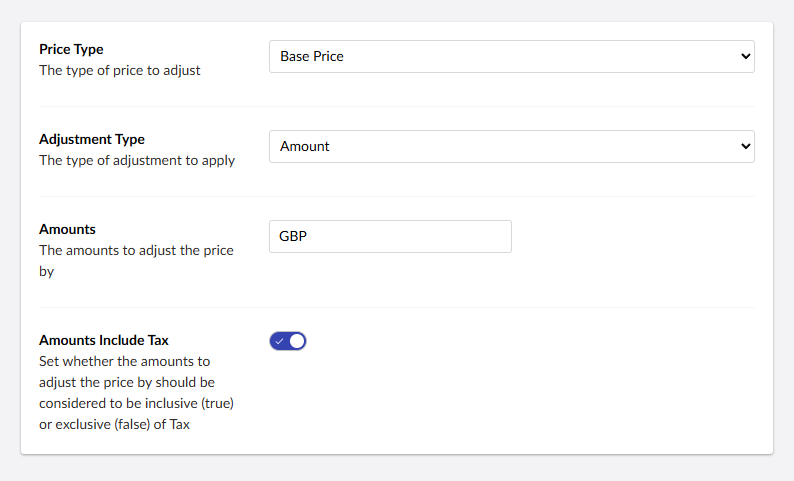 Price Type
The type of price to adjust
Base Price
Adjustment Type
The type of adjustment to apply
Amount
Amounts
The amounts to adjust the price
by
GBP
Amounts Include Tax
Set whether the amounts to
adjust the price by should be
considered to be inclusive (true)
or exclusive (false) of Tax